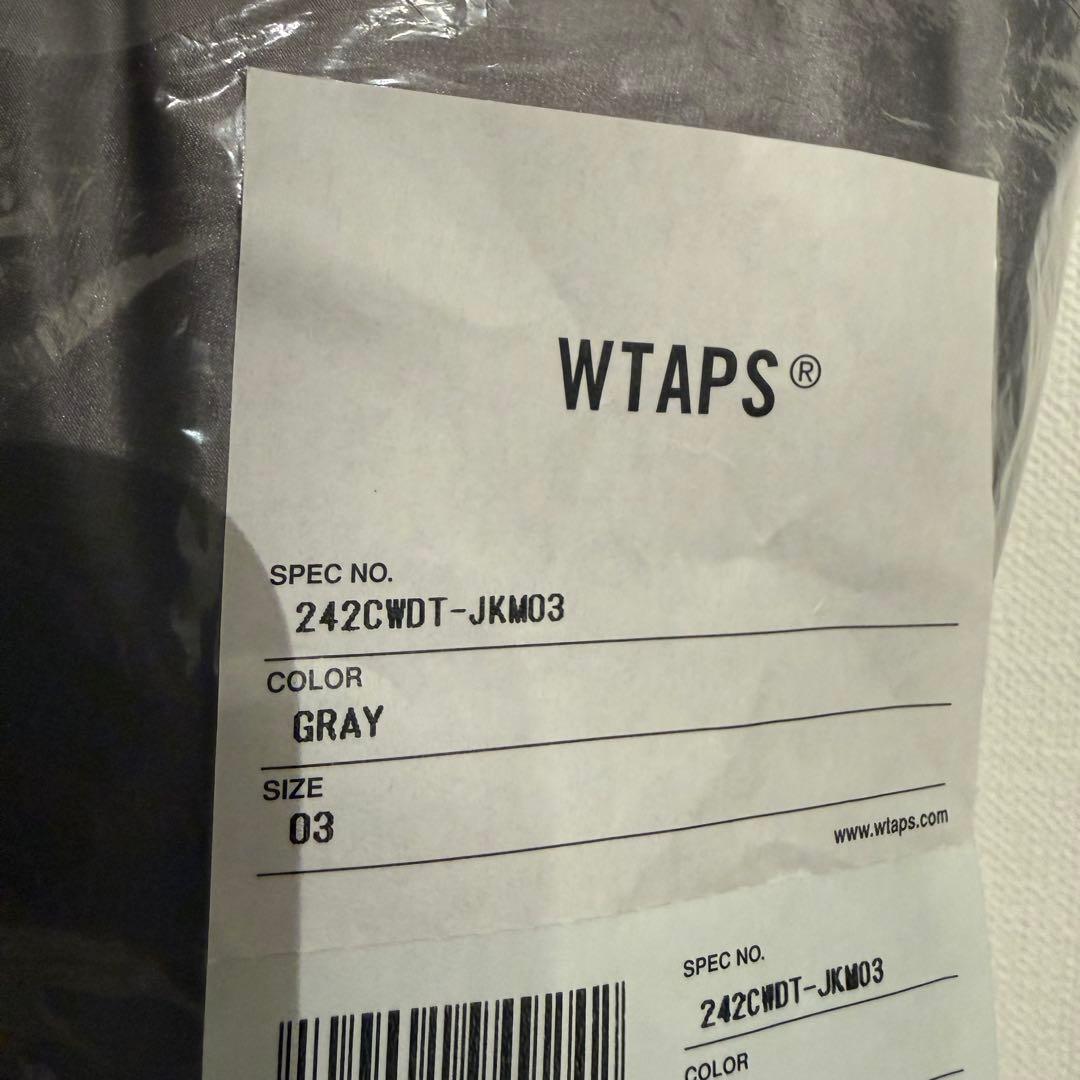 WTAPS®
SPEC NO.
242CWDT-JKM03
COLOR
GRAY
SIZE
03
www.wtaps.com
SPEC NO.
242CWDT-JKM03
COLOR